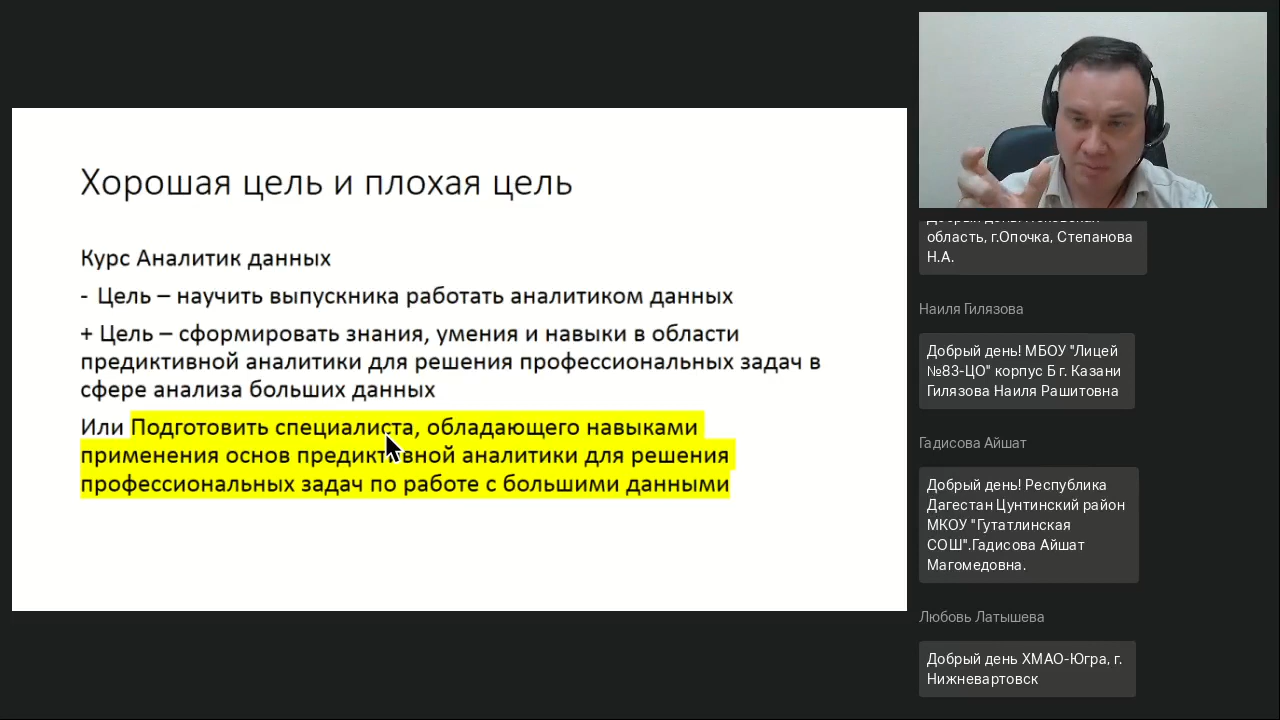 Хорошая цель и плохая цель
Курс Аналитик данных
- Цель – научить выпускника работать аналитиком данных
+ Цель – сформировать знания, умения и навыки в области
предиктивной аналитики для решения профессиональных задач в
сфере анализа больших данных
Или Подготовить специалиста, обладающего навыками
применения основ предиктивной аналитики для решения
профессиональных задач по работе с большими данными
область, г.Опочка, Степанова
Н.А.
Наиля Гилязова
Добрый день! МБОУ "Лицей
№83-ЦО" корпус Б г. Казани
Гилязова Наиля Рашитовна
Гадисова Айшат
Добрый день! Республика
Дагестан Цунтинский район
МКОУ "Гутатлинская
СОШ".Гадисова Айшат
Магомедовна.
Любовь Латышева
Добрый день ХМАО-Югра, г.
Нижневартовск